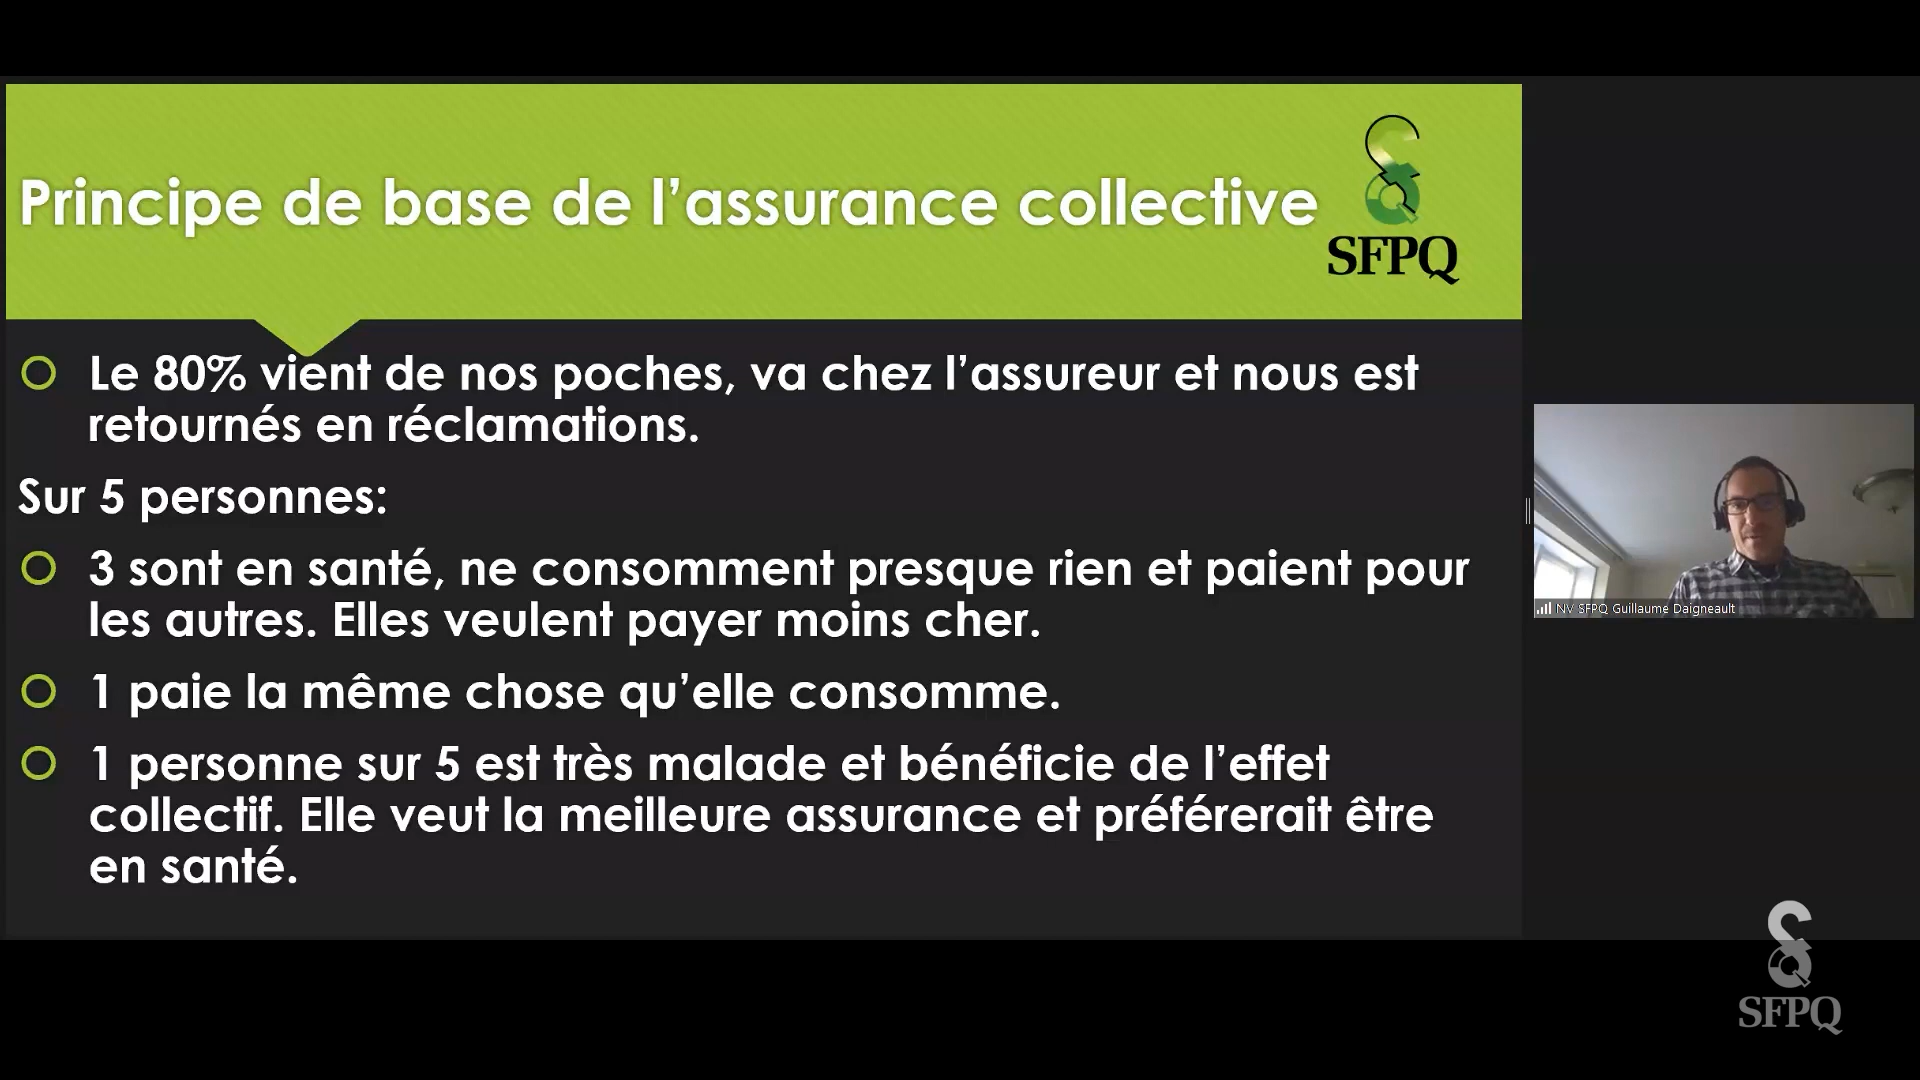 Principe de base de l’assurance collective
SFPQ
Le 80% vient de nos poches, va chez l’assureur et nous est
retournés en réclamations.
Sur 5 personnes:
3 sont en santé, ne consomment presque rien et paient pour
les autres. Elles veulent payer moins cher.
1 paie la même chose qu’elle consomme.
1 personne sur 5 est très malade et bénéficie de l’effet
collectif. Elle veut la meilleure assurance et préférerait être
en santé.
NV SFPQ Guillaume Daigneault
SFPQ